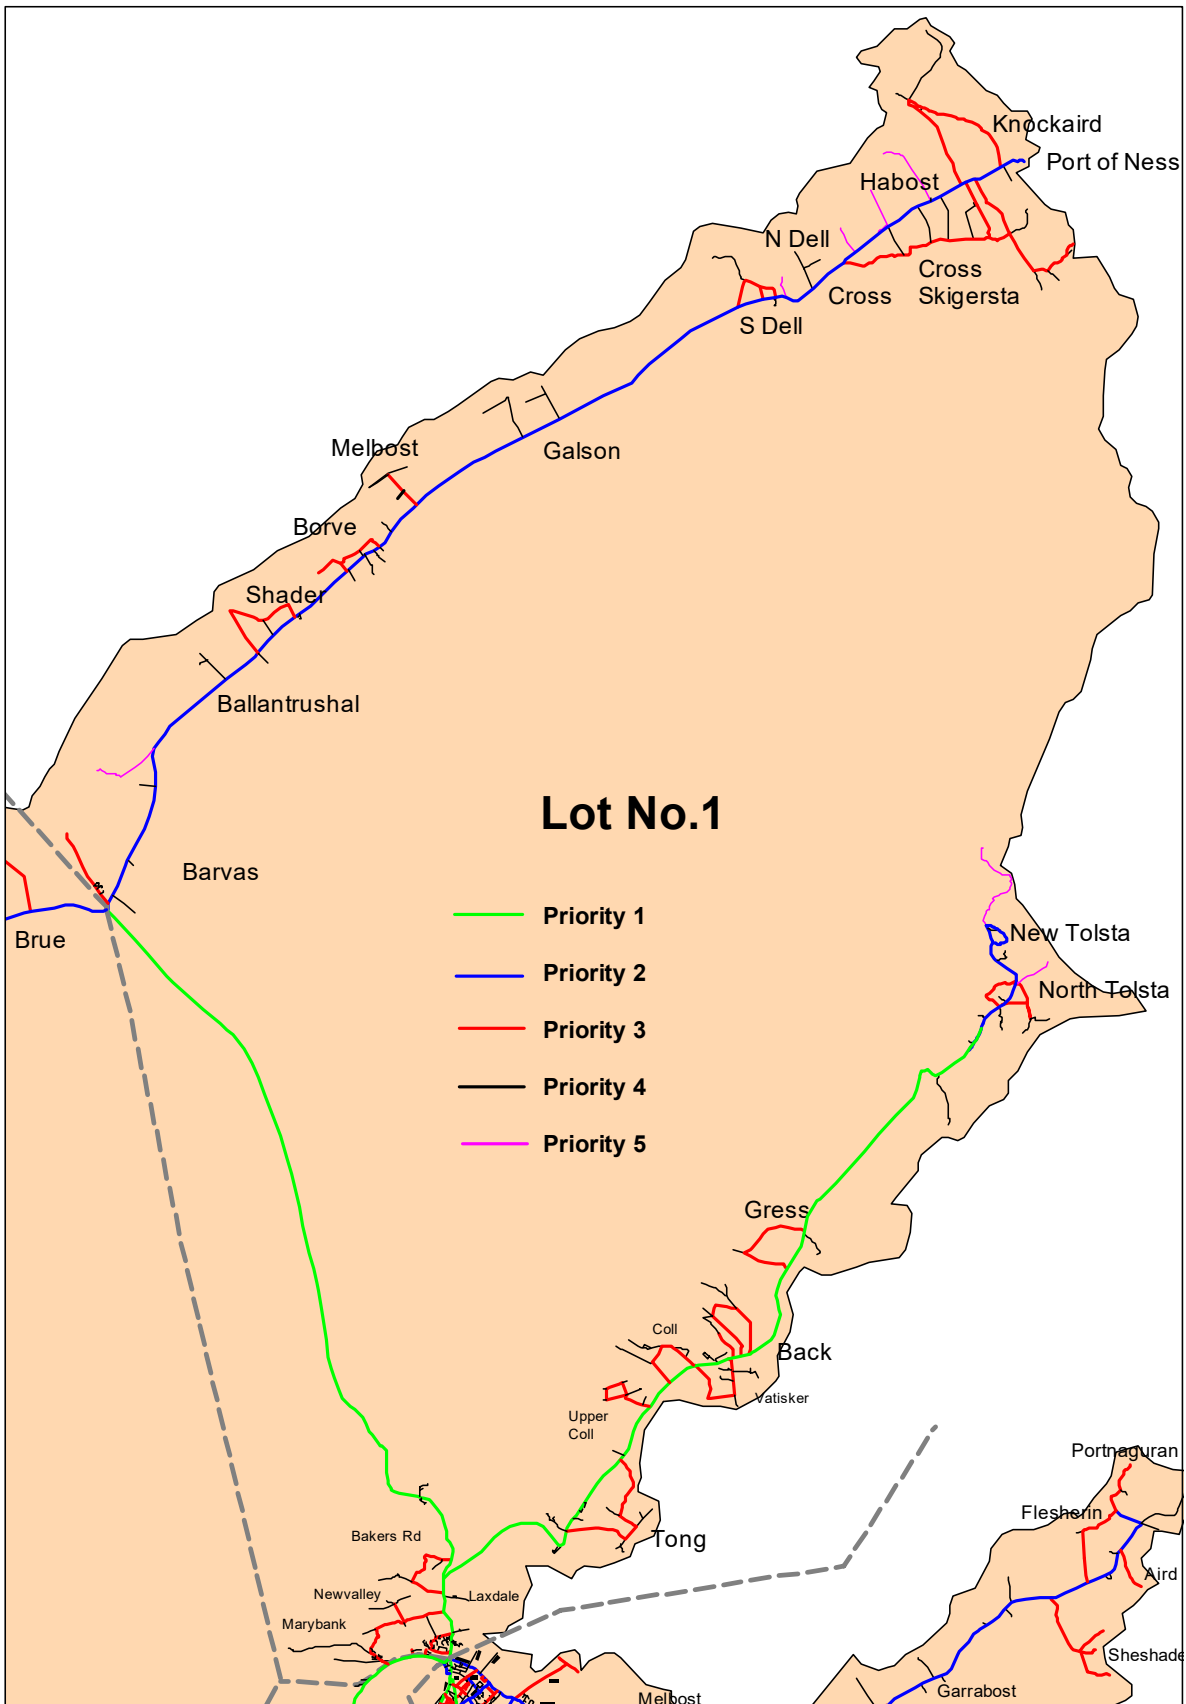 Knockaird
Port of Ness
Habost
N Dell
Cross
Cross
Skigersta
S Dell
Galson
Melbost
Borve
Shader
Ballantrushal
Lot No.1
Barvas
Brue
Priority 1
Priority 2
Priority 3
Priority 4
Priority 5
New Tolsta
North Tolsta
Gress
Coll
Back
Vatisker
Upper
Coll
Portnaguran
Flesherin
Tong
Bakers Rd
Aird
Newvalley
Laxdale
Marybank
Sheshade
Garrabost
Melbost